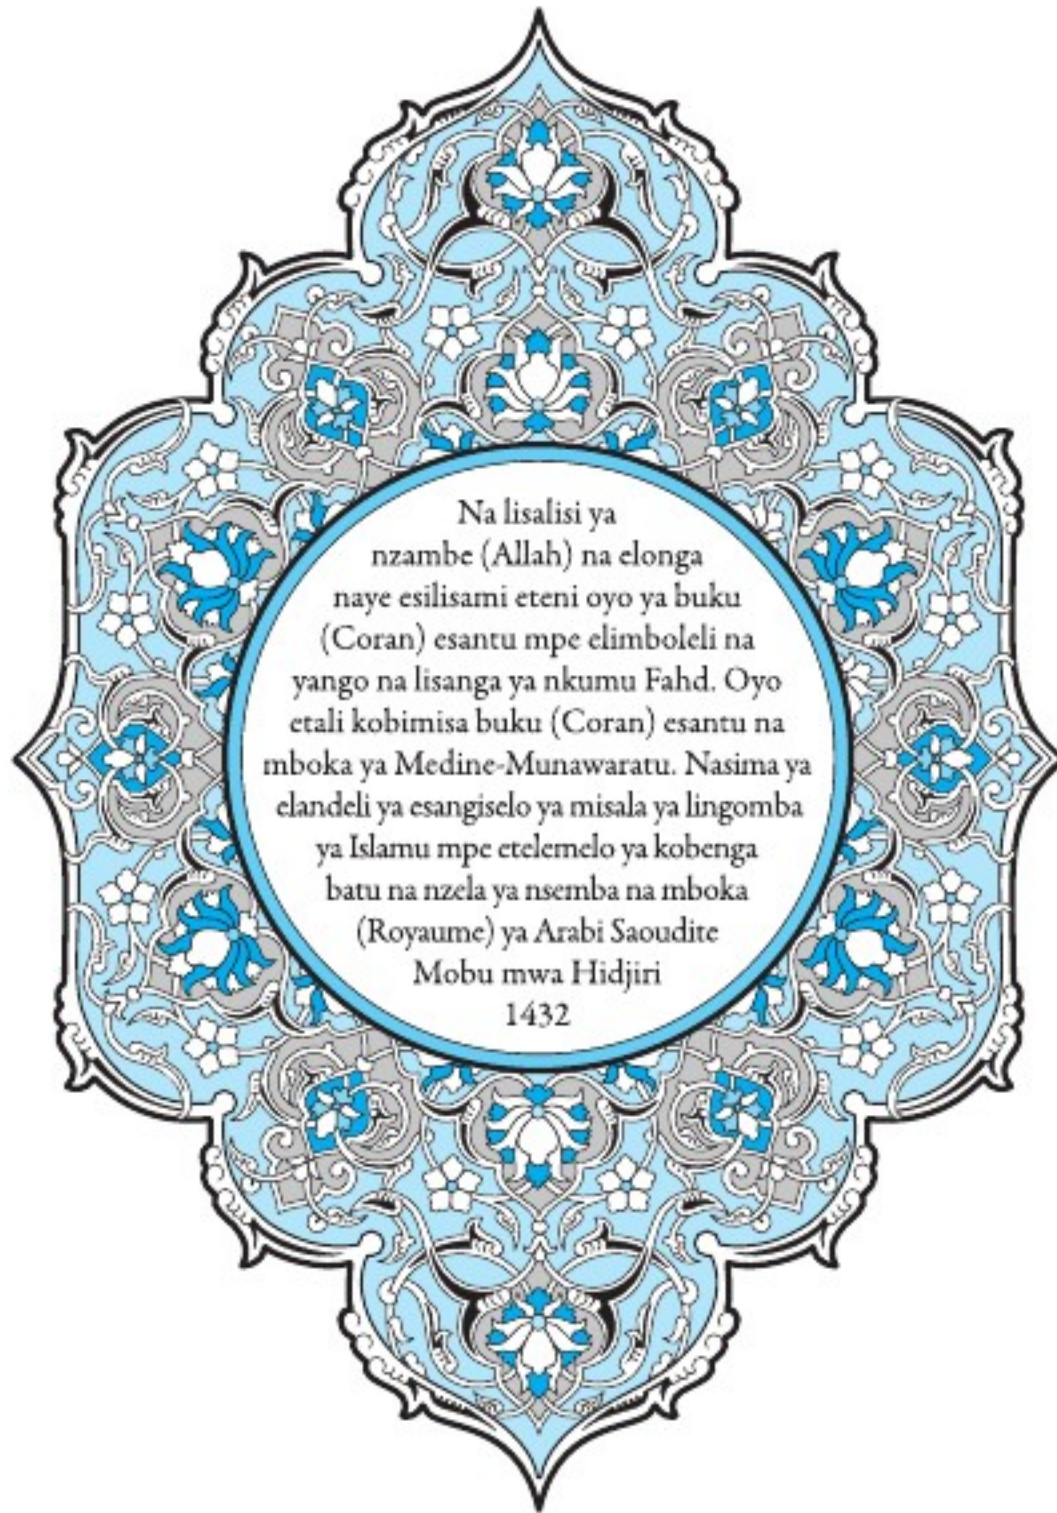 Na lisalisi ya
nzambe (Allah) na elonga
naye esilisami eteni oyo ya buku
(Coran) esantu mpe elimboleli na
yango na lisanga ya nkumu Fahd. Oyo
etali kobimisa buku (Coran) esantu na
mboka ya Medine-Munawaratu. Nasima ya
elandeli ya esangiselo ya misala ya lingomba
ya Islamu mpe etelemelo ya kobenga
batu na nzela ya nsemba na mboka
(Royaume) ya Arabi Saoudite
Mobu mwa Hidjiri
1432